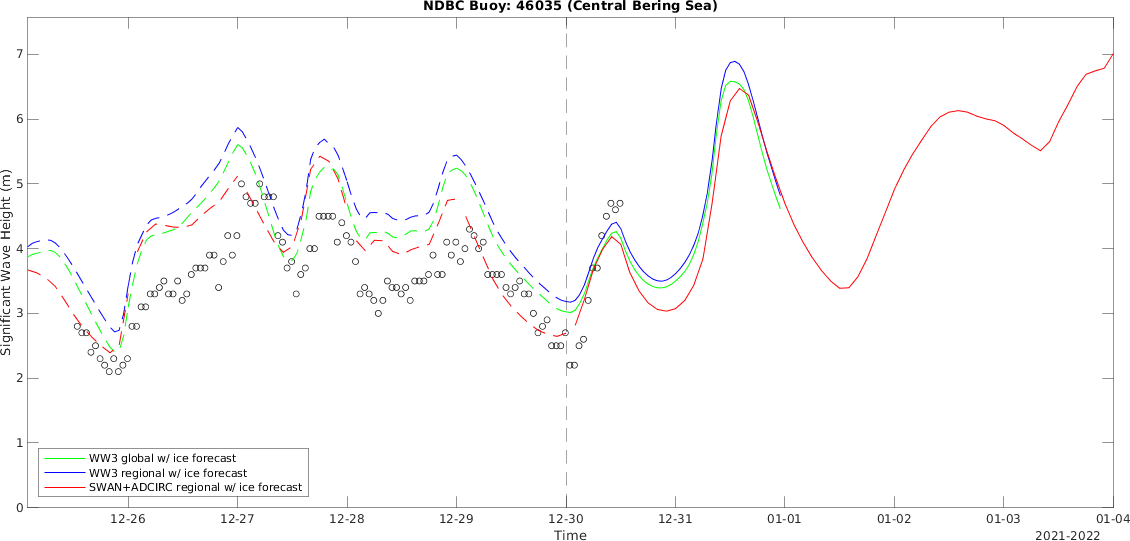 NDBC Buoy: 46035 (Central Bering Sea)
Significant Wave Height (m)
7
6
5
4
3
2
1
0
WW3 global w/ ice forecast
WW3 regional w/ ice forecast
SWAN+ADCIRC regional w/ ice forecast
12-26 12-27 12-28 12-29 12-30 12-31 01-01 01-02 01-03 01-04
Time
2021-2022